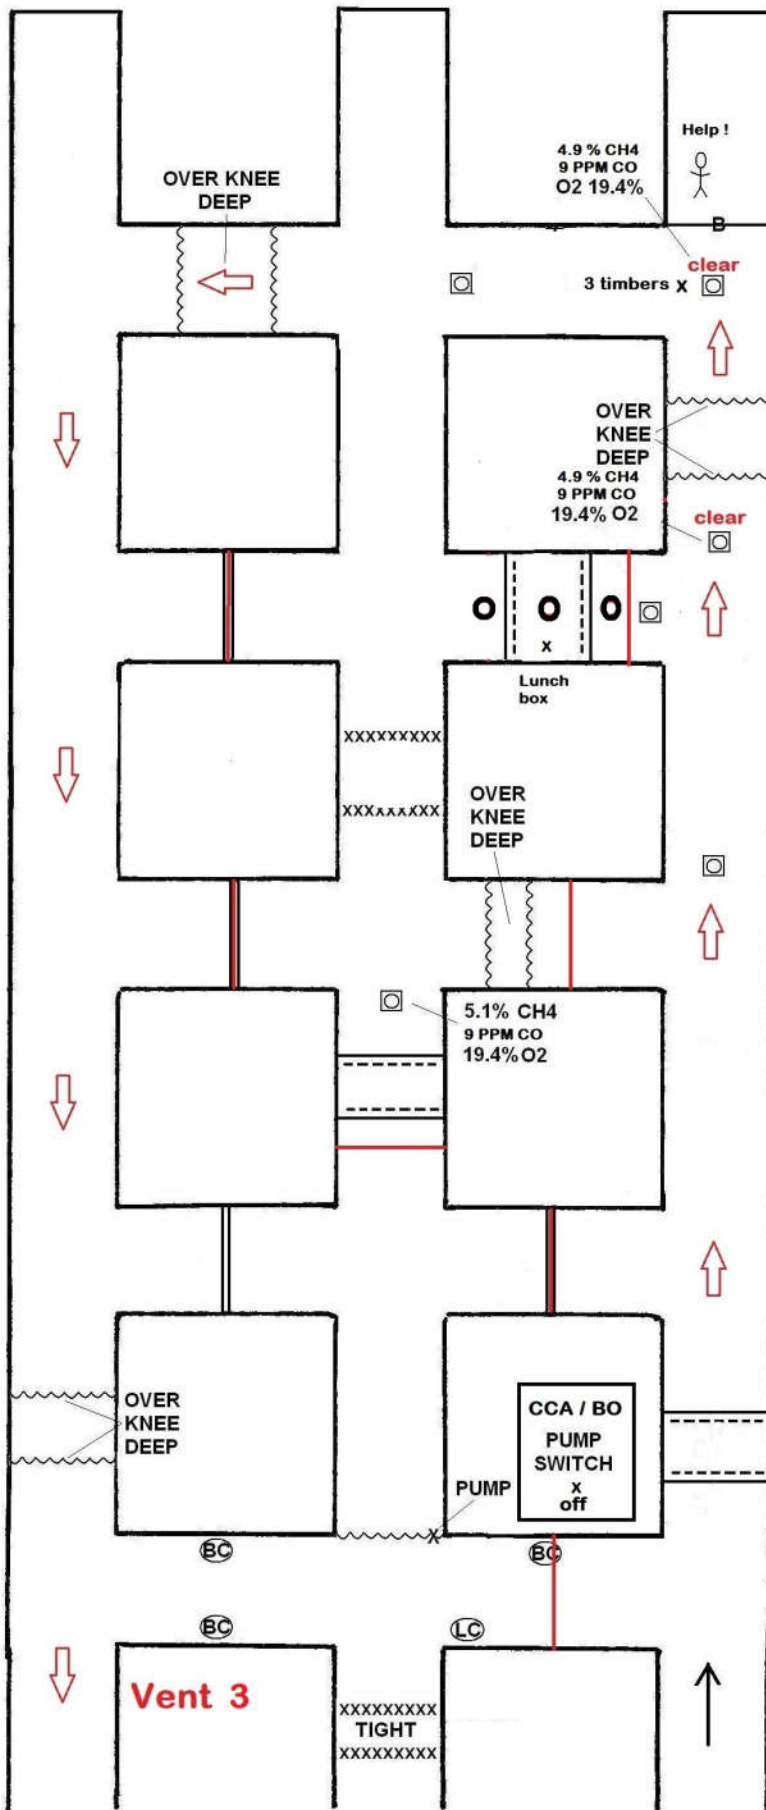 Help !
4.9 % CH4
9 PPM CO
O2 19.4%
OVER KNEE
DEEP
B
clear
3 timbers x
OVER
KNEE
DEEP
4.9 % CH4
9 PPM CO
19.4% O2
clear
O O O
x
Lunch
box
XXXXXXXXX
XXXXXXXXX
OVER
KNEE
DEEP
5.1% CH4
9 PPM CO
19.4% O2
OVER
KNEE
DEEP
CCA / BO
PUMP
SWITCH
x
off
PUMP
X
BC
BC
BC
LC
Vent 3
XXXXXXXXX
TIGHT
XXXXXXXXX